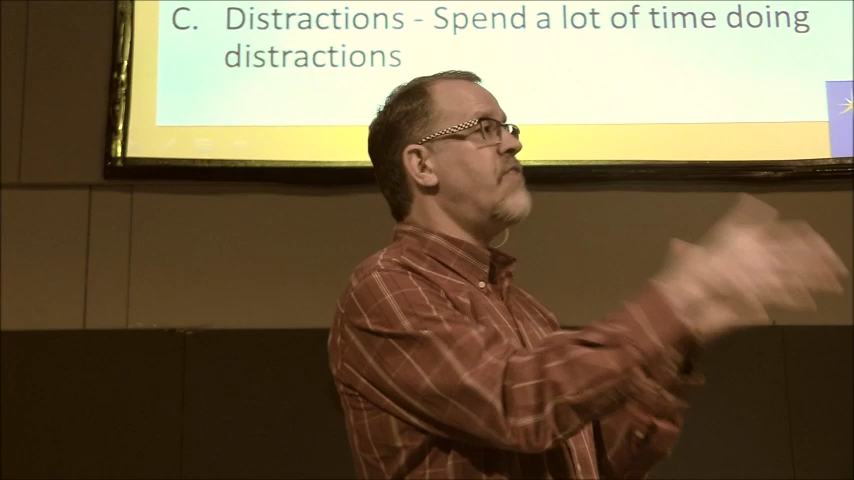 C. Distractions - Spend a lot of time doing
distractions